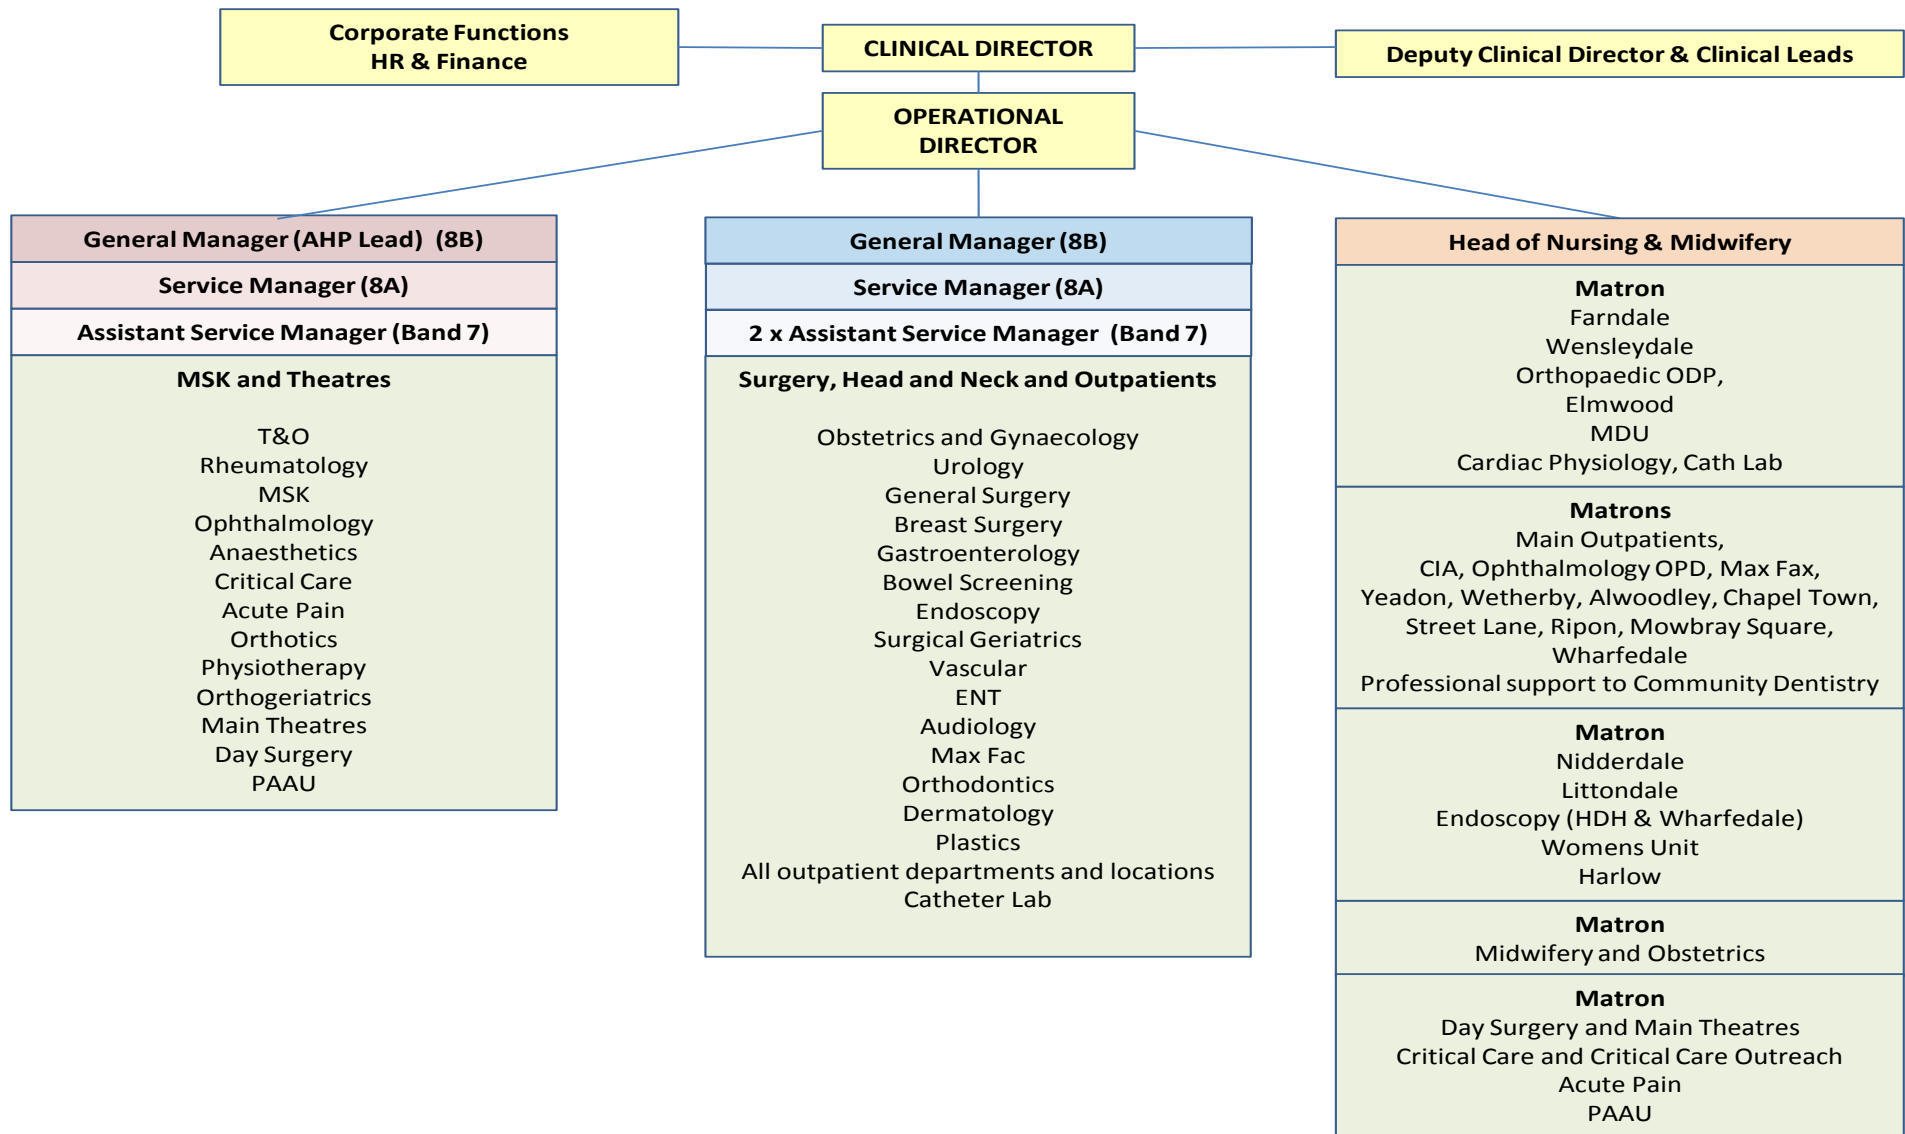 Corporate Functions
HR & Finance
CLINICAL DIRECTOR
Deputy Clinical Director & Clinical Leads
OPERATIONAL
DIRECTOR
General Manager (AHP Lead) (8B)
Service Manager (8A)
Assistant Service Manager (Band 7)
MSK and Theatres
T&O
Rheumatology
MSK
Ophthalmology
Anaesthetics
Critical Care
Acute Pain
Orthotics
Physiotherapy
Orthogeriatrics
Main Theatres
Day Surgery
PAAU
General Manager (8B)
Service Manager (8A)
2 x Assistant Service Manager (Band 7)
Surgery, Head and Neck and Outpatients
Obstetrics and Gynaecology
Urology
General Surgery
Breast Surgery
Gastroenterology
Bowel Screening
Endoscopy
Surgical Geriatrics
Vascular
ENT
Audiology
Max Fac
Orthodontics
Dermatology
Plastics
All outpatient departments and locations
Catheter Lab
Head of Nursing & Midwifery
Matron
Farndale
Wensleydale
Orthopaedic ODP,
Elmwood
MDU
Cardiac Physiology, Cath Lab
Matrons
Main Outpatients,
CIA, Ophthalmology OPD, Max Fax,
Yeadon, Wetherby, Alwoodley, Chapel Town,
Street Lane, Ripon, Mowbray Square,
Wharfedale
Professional support to Community Dentistry
Matron
Nidderdale
Littondale
Endoscopy (HDH & Wharfedale)
Womens Unit
Harlow
Matron
Midwifery and Obstetrics
Matron
Day Surgery and Main Theatres
Critical Care and Critical Care Outreach
Acute Pain
PAAU